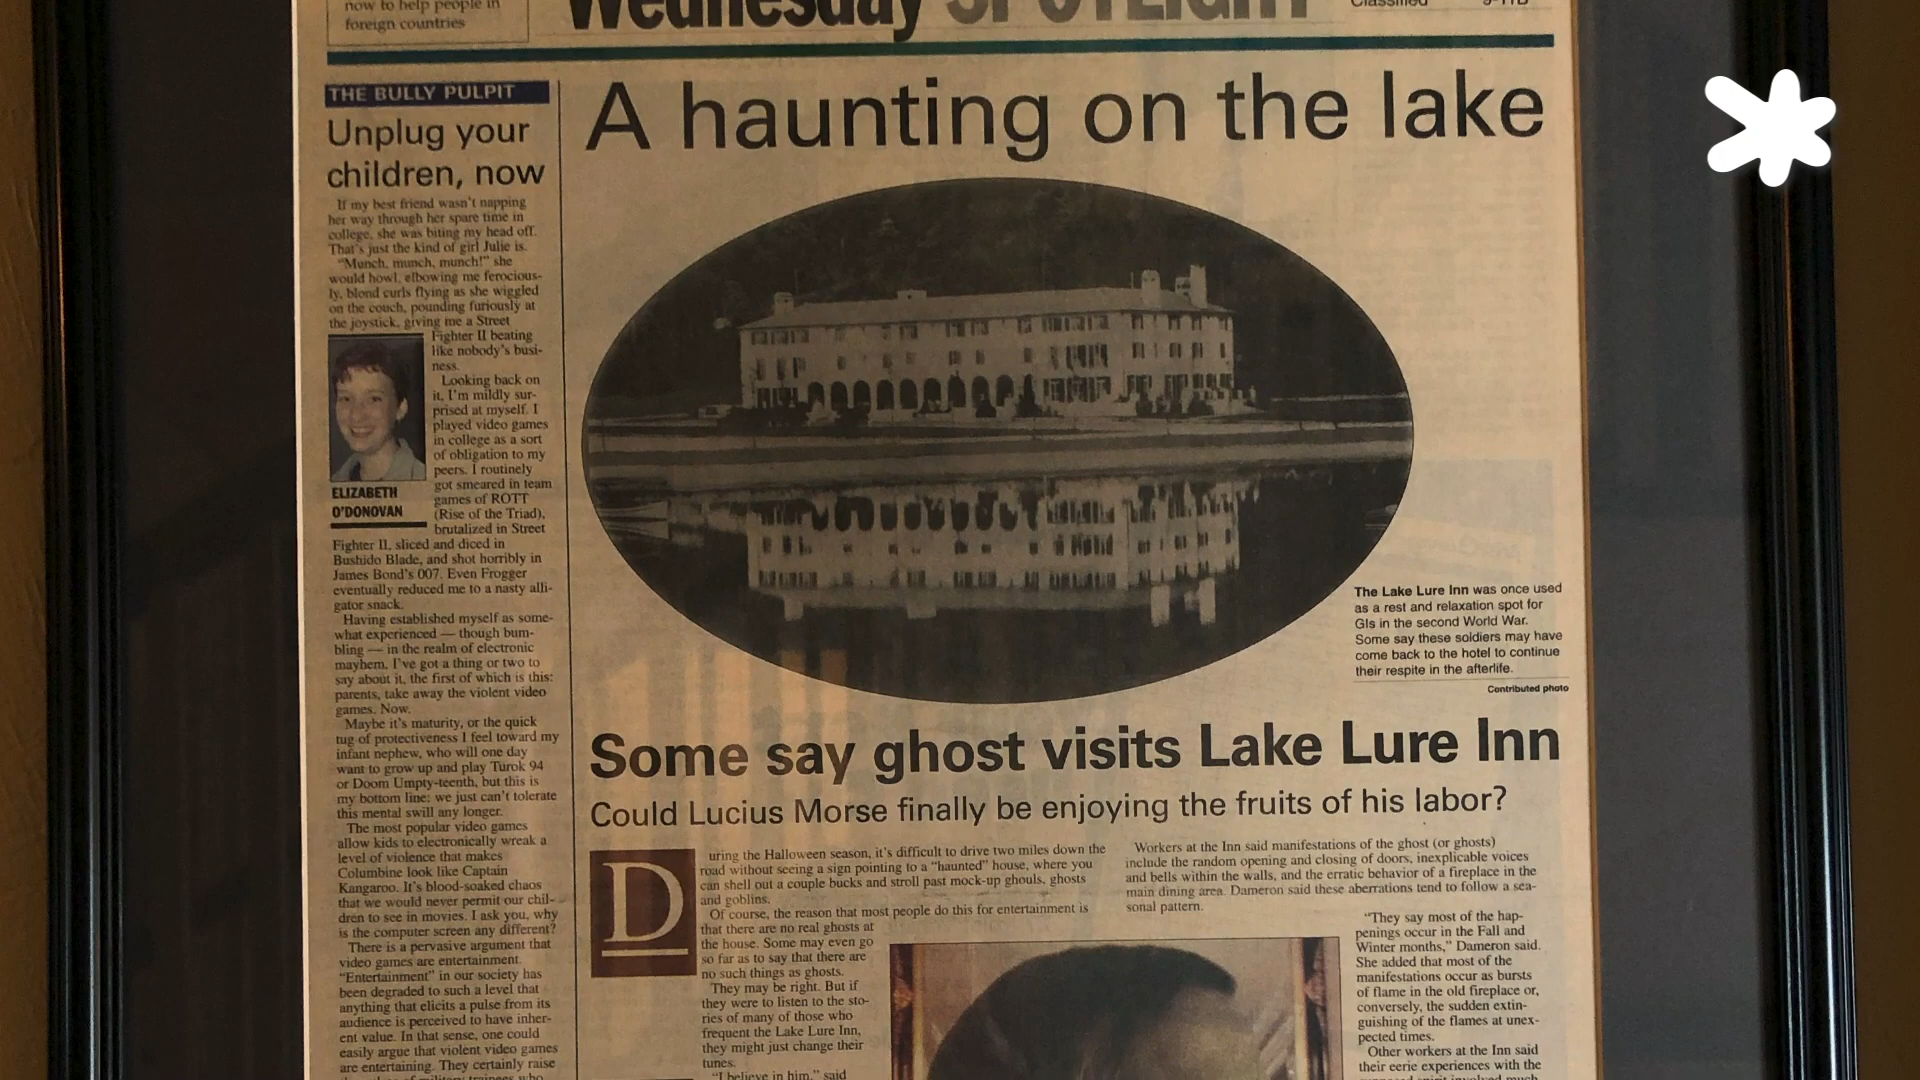 now to help people in
foreign countries
Wednesday SPOTLIGHT
Classified
THE BULLY PULPIT
Unplug your
children, now
If my best friend wasn't napping
her way through her spare time in
college, she was biting my head off.
That's just the kind of girl Julie is.
"Munch, munch, munch!" she
would howl, elbowing me ferocious-
ly, blond curls flying as she wiggled
on the couch, pounding furiously at
the joystick, giving me a Street
Fighter II beating
like nobody's busi-
ness.
Looking back on
it, I'm mildly sur-
prised at myself. I
played video games
in college as a sort
of obligation to my
peers. I routinely
got smeared in team
games of ROTT
(Rise of the Triad),
brutalized in Street
ELIZABETH
O'DONOVAN
Fighter II, sliced and diced in
Bushido Blade, and shot horribly in
James Bond's 007. Even Frogger
eventually reduced me to a nasty alli-
gator snack.
Having established myself as some-
what experienced — though bum-
bling — in the realm of electronic
mayhem, I've got a thing or two to
say about it, the first of which is this:
parents, take away the violent video
games. Now.
Maybe it's maturity, or the quick
tug of protectiveness I feel toward my
infant nephew, who will one day
want to grow up and play Turok 94
or Doom Umpty-teenth, but this is
my bottom line: we just can't tolerate
this mental swill any longer.
The most popular video games
allow kids to electronically wreak a
level of violence that makes
Columbine look like Captain
Kangaroo. It's blood-soaked chaos
that we would never permit our chil-
dren to see in movies. I ask you, why
is the computer screen any different?
There is a pervasive argument that
video games are entertainment.
"Entertainment" in our society has
been degraded to such a level that
anything that elicits a pulse from its
audience is perceived to have inher-
ent value. In that sense, one could
easily argue that violent video games
are entertaining. They certainly raise
A haunting on the lake
The Lake Lure Inn was once used
as a rest and relaxation spot for
GIs in the second World War.
Some say these soldiers may have
come back to the hotel to continue
their respite in the afterlife.
Contributed photo
Some say ghost visits Lake Lure Inn
Could Lucius Morse finally be enjoying the fruits of his labor?
During the Halloween season, it's difficult to drive two miles down the
road without seeing a sign pointing to a "haunted" house, where you
can shell out a couple bucks and stroll past mock-up ghouls, ghosts
and goblins.
Of course, the reason that most people do this for entertainment is
that there are no real ghosts at
the house. Some may even go
so far as to say that there are
no such things as ghosts.
They may be right. But if
they were to listen to the sto-
ries of many of those who
frequent the Lake Lure Inn,
they might just change their
tunes.
"I believe in him," said
Workers at the Inn said manifestations of the ghost (or ghosts)
include the random opening and closing of doors, inexplicable voices
and bells within the walls, and the erratic behavior of a fireplace in the
main dining area. Dameron said these aberrations tend to follow a sea-
sonal pattern.
"They say most of the hap-
penings occur in the Fall and
Winter months," Dameron said.
She added that most of the
manifestations occur as bursts
of flame in the old fireplace or,
conversely, the sudden extin-
guishing of the flames at unex-
pected times.
Other workers at the Inn said
their eerie experiences with the